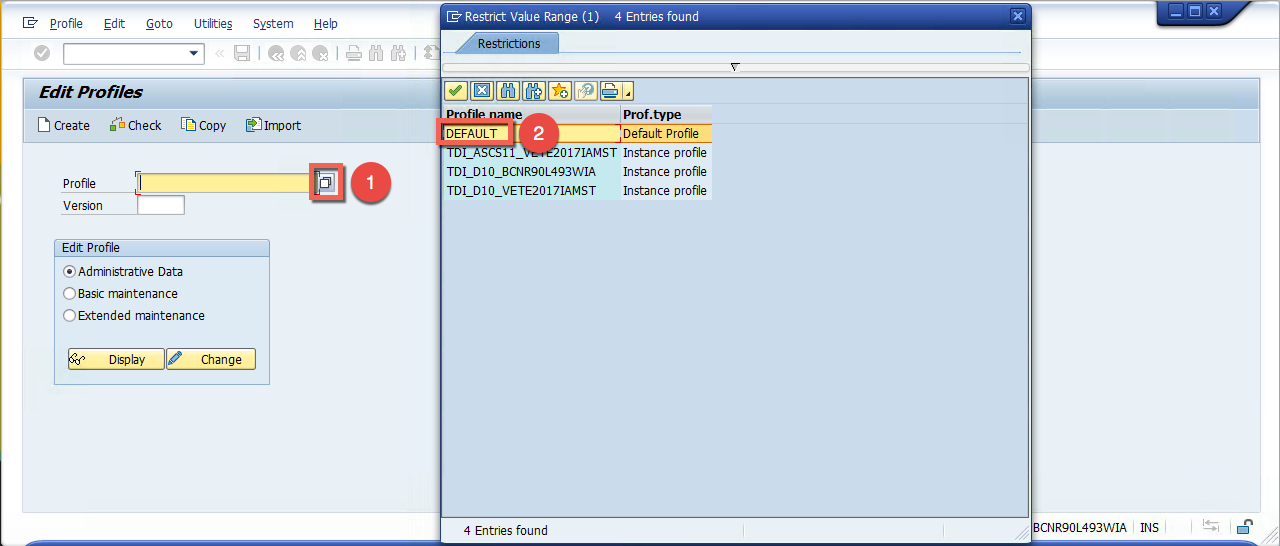 Profile Edit Goto Utilities System Help
Edit Profiles
Create Check Copy Import
Profile
1
Version
Edit Profile
Administrative Data
Basic maintenance
Extended maintenance
Display Change
Restrict Value Range (1) 4 Entries found
Restrictions
Profile name Prof.type
DEFAULT 2 Default Profile
TDI_ASCS11_VETE2017IAMST Instance profile
TDI_D10_BCNR90L493WIA Instance profile
TDI_D10_VETE2017IAMST Instance profile
4 Entries found
BCNR90L493WIA INS